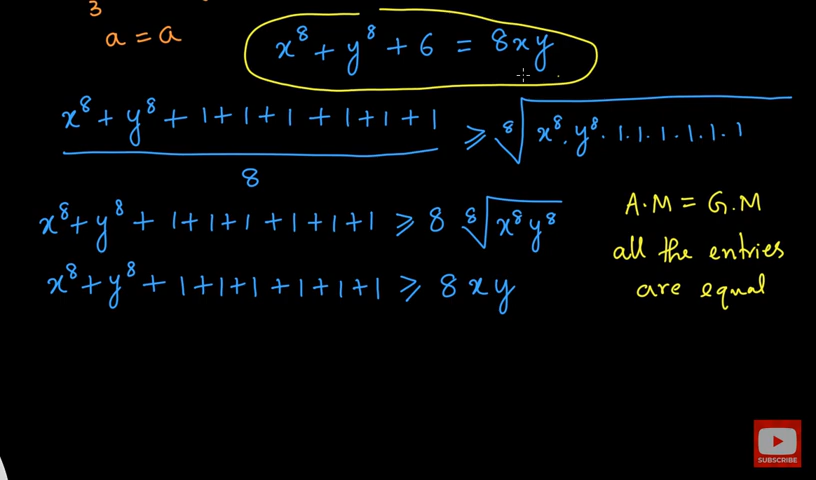 3
a = a
x⁸ + y⁸ + 6 = 8xy
x⁸ + y⁸ + 1 + 1 + 1 + 1 + 1 + 1 / 8 ⩾ ⁸√x⁸. y⁸. 1. 1. 1. 1. 1. 1
x⁸ + y⁸ + 1 + 1 + 1 + 1 + 1 + 1 ⩾ 8 ⁸√x⁸y⁸
x⁸ + y⁸ + 1 + 1 + 1 + 1 + 1 + 1 ⩾ 8xy
A.M = G.M
all the entries
are equal
SUBSCRIBE